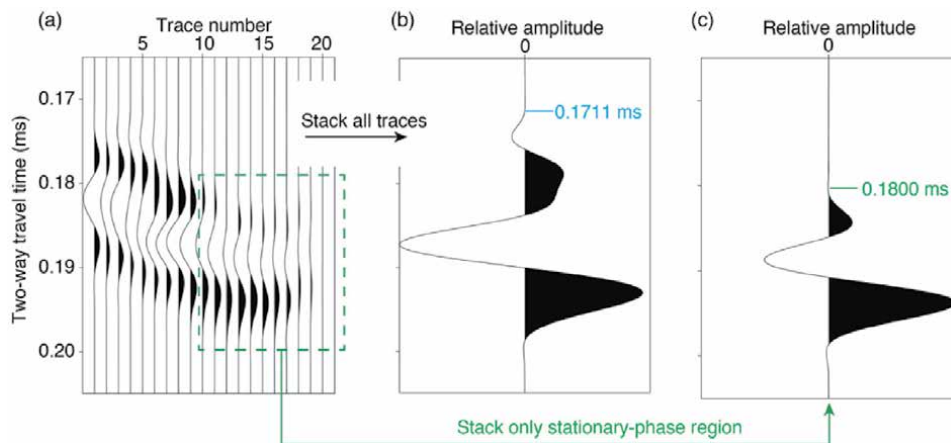 (a)
Trace number
5 10 15 20
Two-way travel time (ms)
0.17
0.18
0.19
0.20
Stack all traces
(b)
Relative amplitude
0
0.1711 ms
(c)
Relative amplitude
0
0.1800 ms
Stack only stationary-phase region